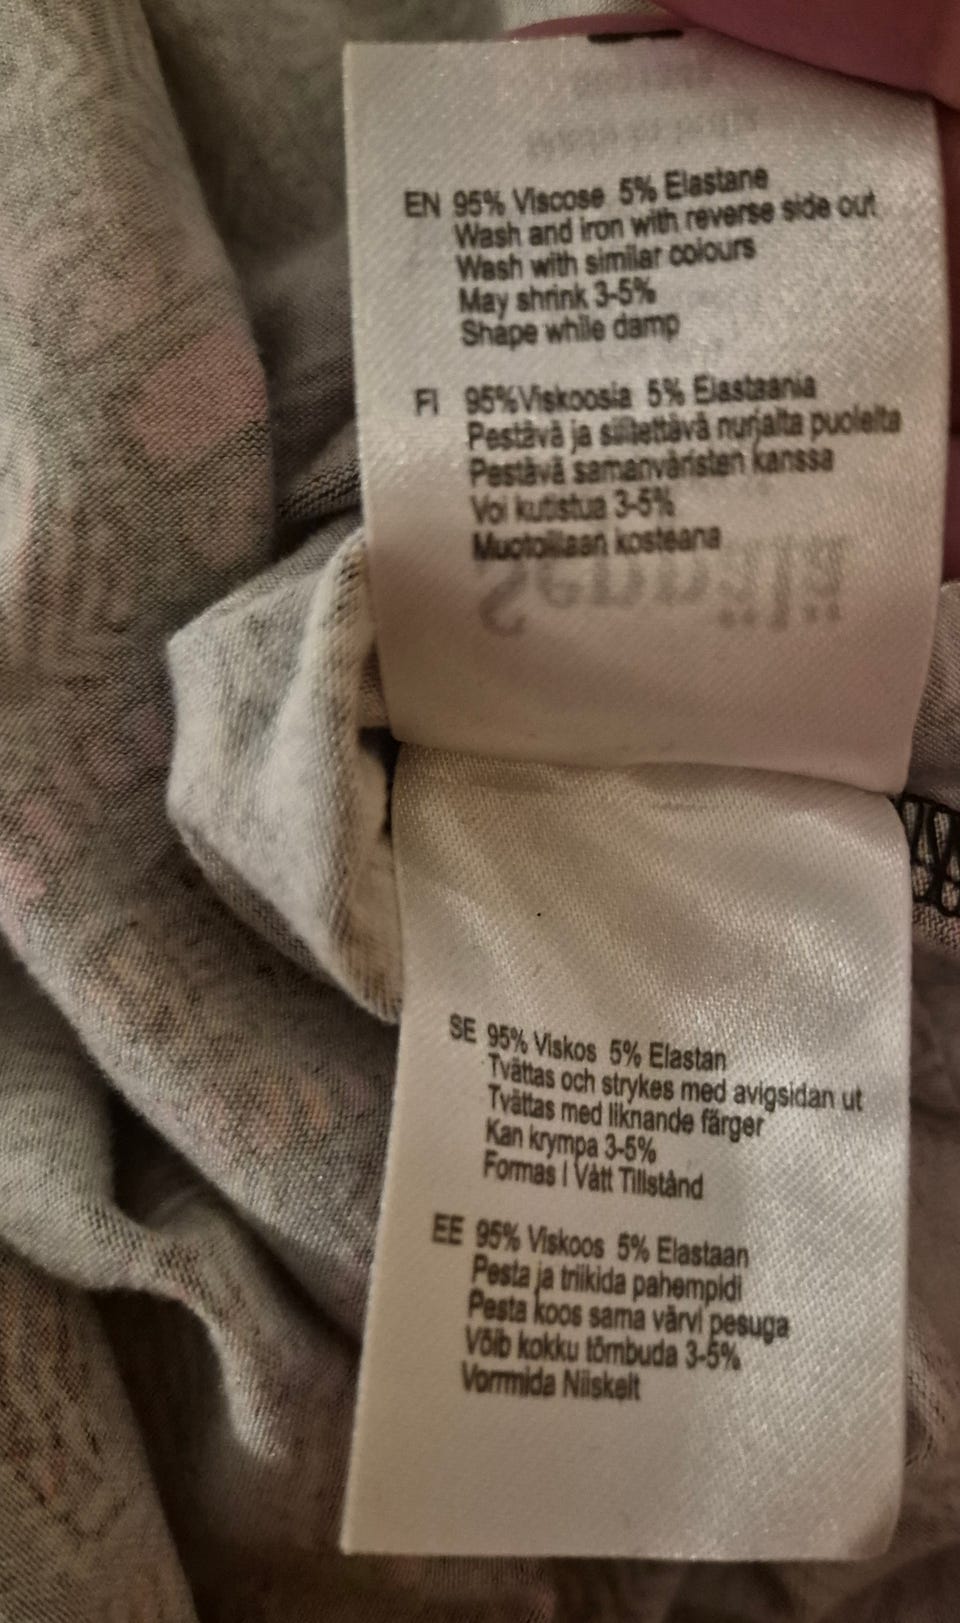 EN 95% Viscose 5% Elastane
Wash and iron with reverse side out
Wash with similar colours
May shrink 3-5%
Shape while damp
FI 95%Viskoosia 5% Elastaania
Pestävä ja silitettävä nurjalta puolelta
Pestävä samanväristen kanssa
Voi kutistua 3-5%
Muotoillaan kosteana
Seppälä
SE 95% Viskos 5% Elastan
Tvättas och strykes med avigsidan ut
Tvättas med liknande färger
Kan krympa 3-5%
Formas I Vått Tillstånd
EE 95% Viskoos 5% Elastaan
Pesta ja triikida pahempidi
Pesta koos sama värvi pesuga
Võib kokku tõmbuda 3-5%
Vormida Niiskelt